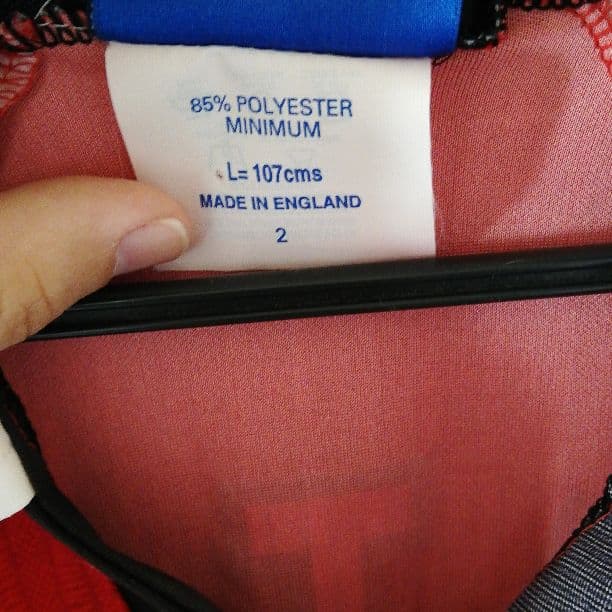 85% POLYESTER
MINIMUM
L= 107cms
MADE IN ENGLAND
2